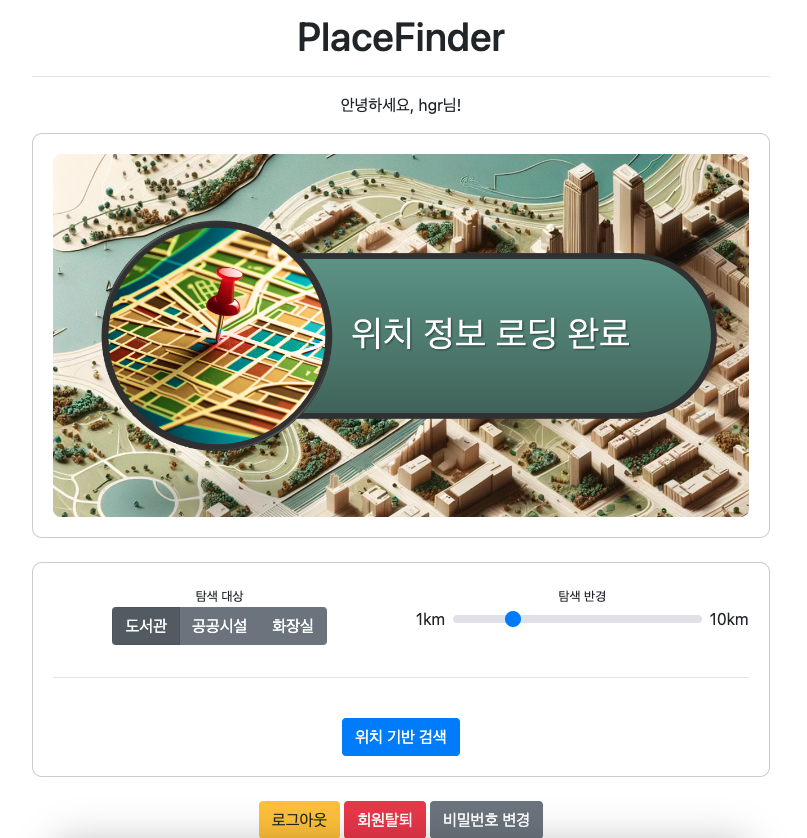 PlaceFinder
안녕하세요, hgr님!
위치 정보 로딩 완료
탐색 대상
도서관 공공시설 화장실
탐색 반경
1km 10km
위치 기반 검색
로그아웃 회원탈퇴 비밀번호 변경